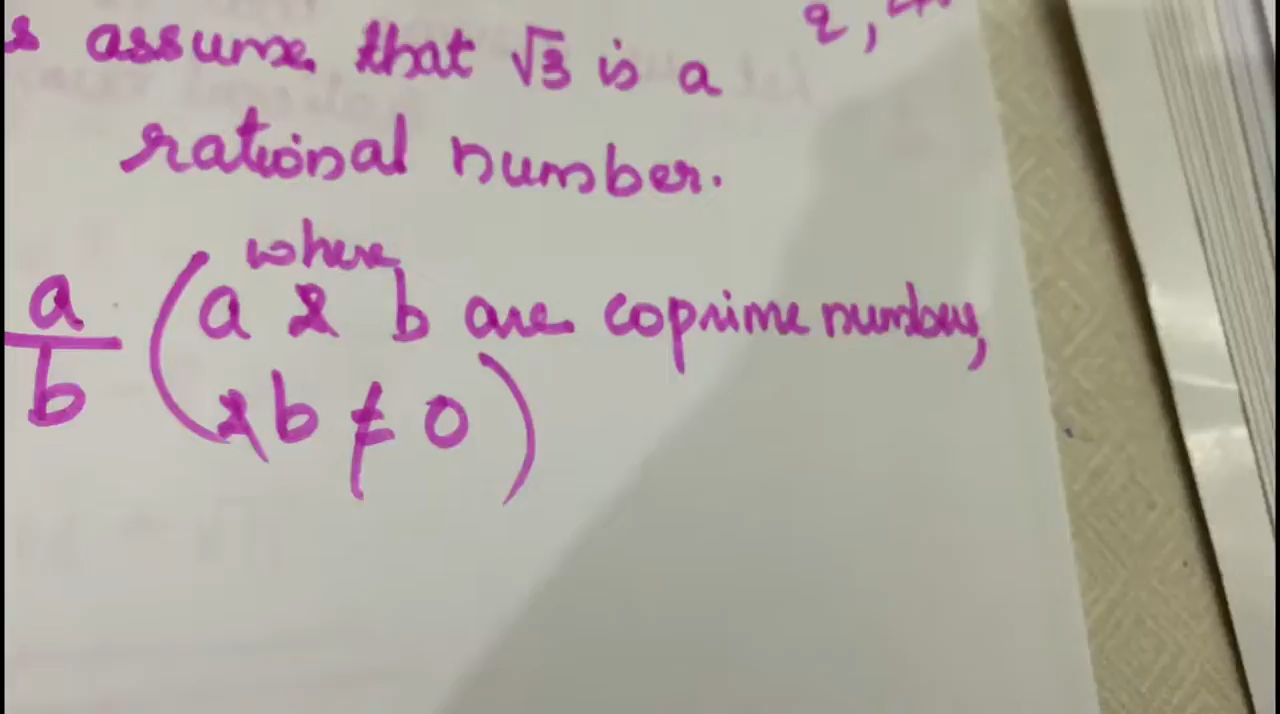 assume that √3 is a
rational number.
where
a/b (a & b are coprime numbers,
& b ≠ 0)